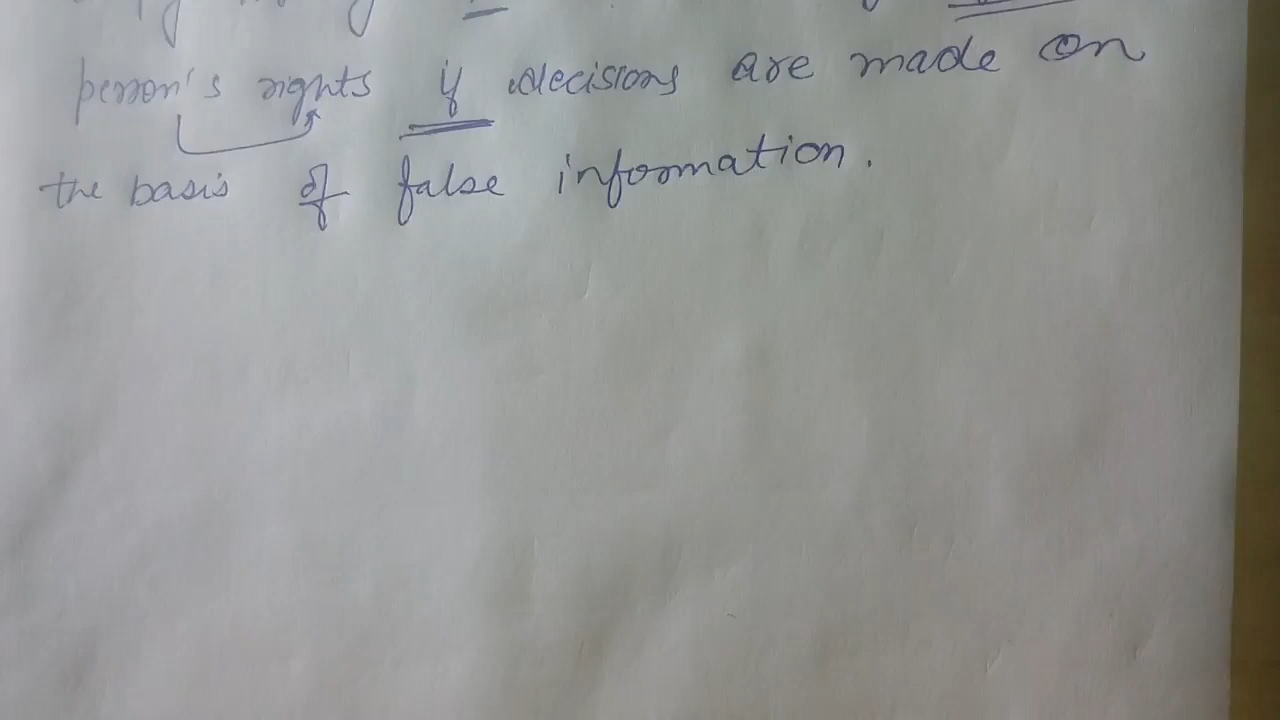 person's rights if decisions are made on
the basis of false information.